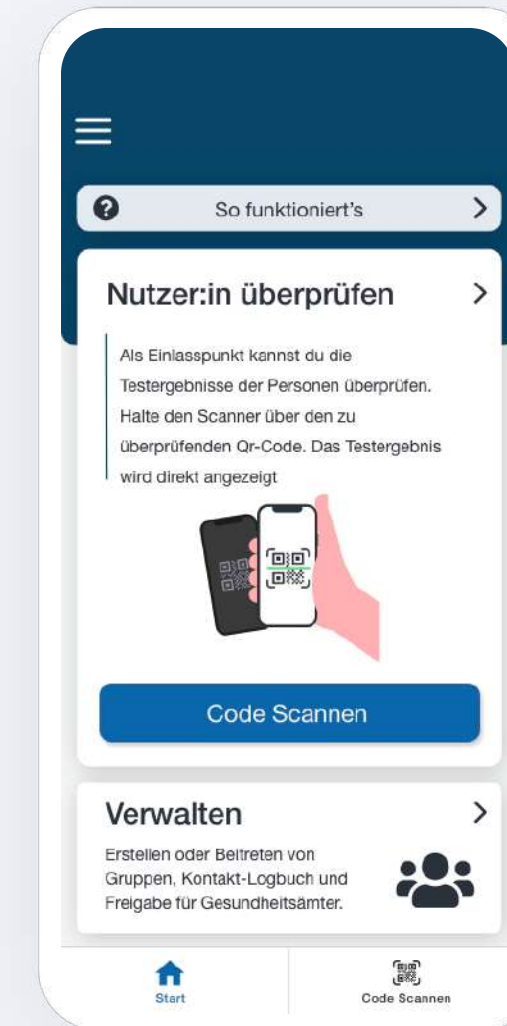 So funktioniert's
Nutzer:in überprüfen
Als Einlasspunkt kannst du die
Testergebnisse der Personen überprüfen.
Halte den Scanner über den zu
überprüfenden Qr-Code. Das Testergebnis
wird direkt angezeigt
Code Scannen
Verwalten
Erstellen oder Beitreten von
Gruppen, Kontakt-Logbuch und
Freigabe für Gesundheitsämter.
Start
Code Scannen